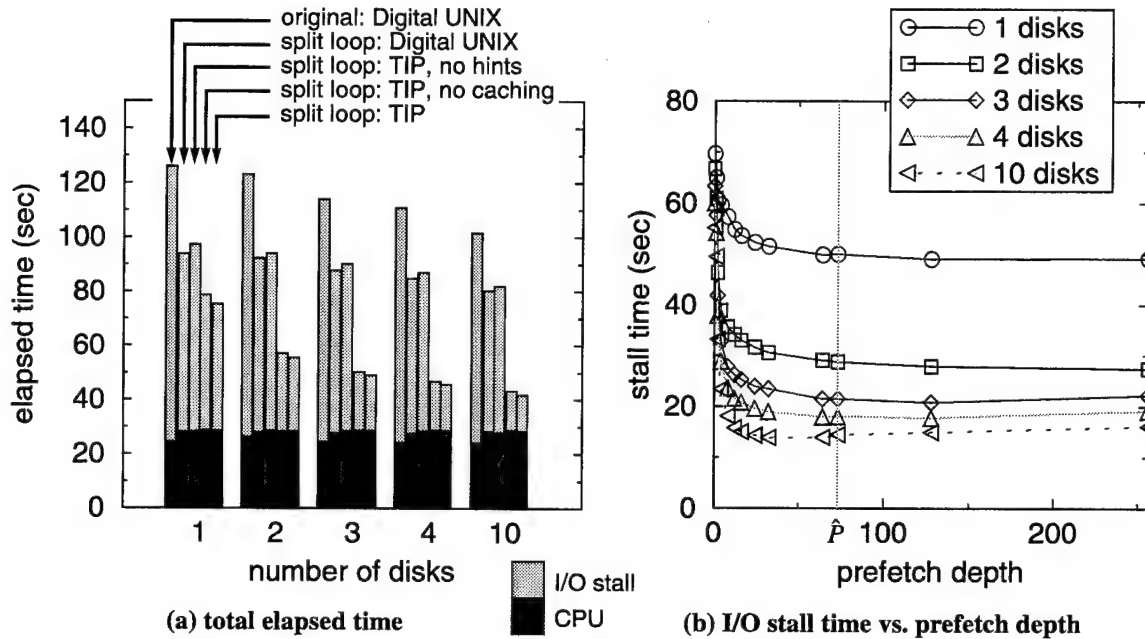 original: Digital UNIX
split loop: Digital UNIX
split loop: TIP, no hints
split loop: TIP, no caching
split loop: TIP
140
120
100
80
60
40
20
0
elapsed time (sec)
1 2 3 4 10
number of disks
I/O stall
CPU
(a) total elapsed time
1 disks
2 disks
3 disks
4 disks
10 disks
80
60
40
20
0
stall time (sec)
0 P̂ 100 200
prefetch depth
(b) I/O stall time vs. prefetch depth